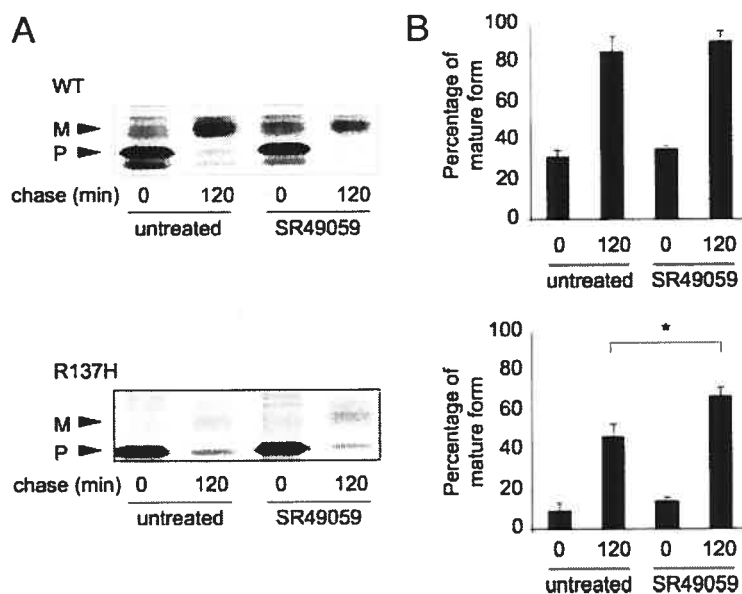 A
WT
M
P
chase (min) 0 120 0 120
untreated SR49059
R137H
M
P
chase (min) 0 120 0 120
untreated SR49059
B
Percentage of
mature form
100
80
60
40
20
0
0 120 0 120
untreated SR49059
Percentage of
mature form
100
80
60
40
20
0
*
0 120 0 120
untreated SR49059